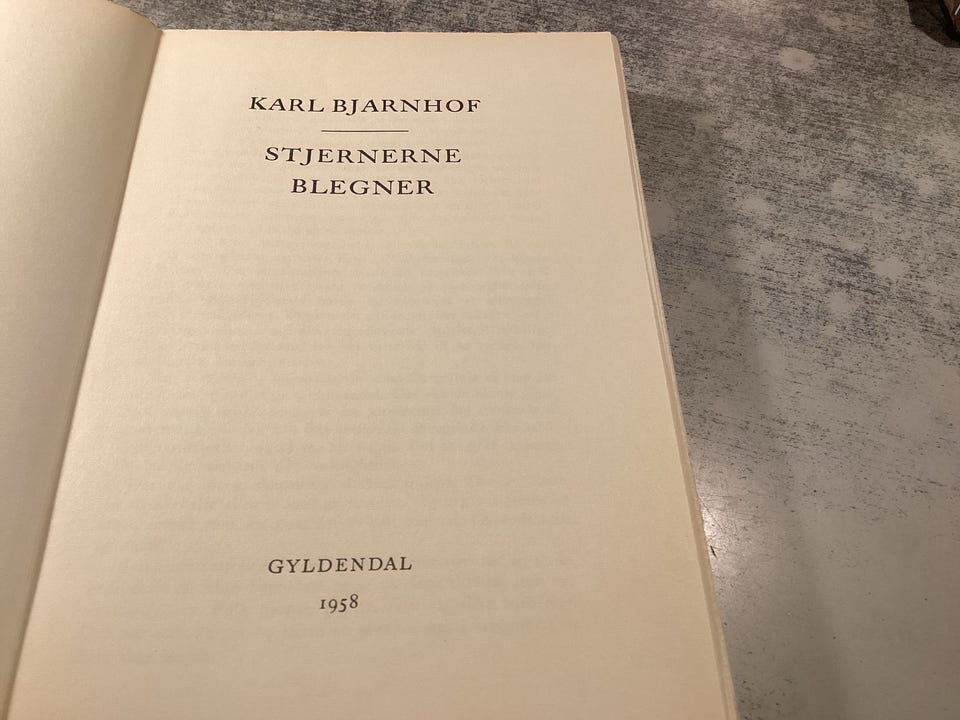 KARL BJARNHOF
STJERNERNE
BLEGNER
GYLDENDAL
1958